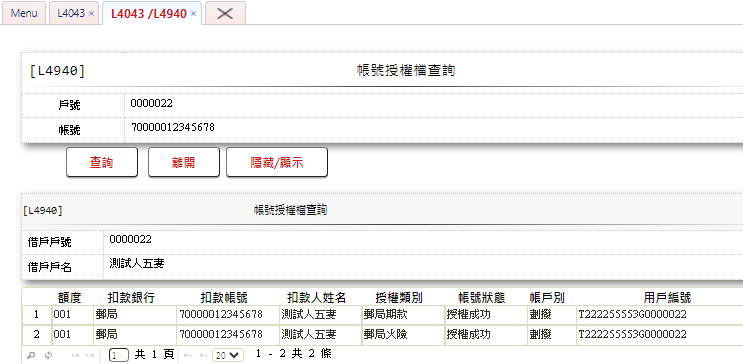 Menu L4043 × L4043 /L4940 ×
[L4940] 帳號授權檔查詢
戶號 0000022
帳號 70000012345678
查詢 離開 隱藏/顯示
[L4940] 帳號授權檔查詢
借戶戶號 0000022
借戶戶名 測試人五妻
額度 扣款銀行 扣款帳號 扣款人姓名 授權類別 帳號狀態 帳戶別 用戶編號
1 001 郵局 70000012345678 測試人五妻 郵局期款 授權成功 劃撥 T222255553G0000022
2 001 郵局 70000012345678 測試人五妻 郵局火險 授權成功 劃撥 T222255553G0000022
1 共 1 頁 20 1 - 2 共 2 條